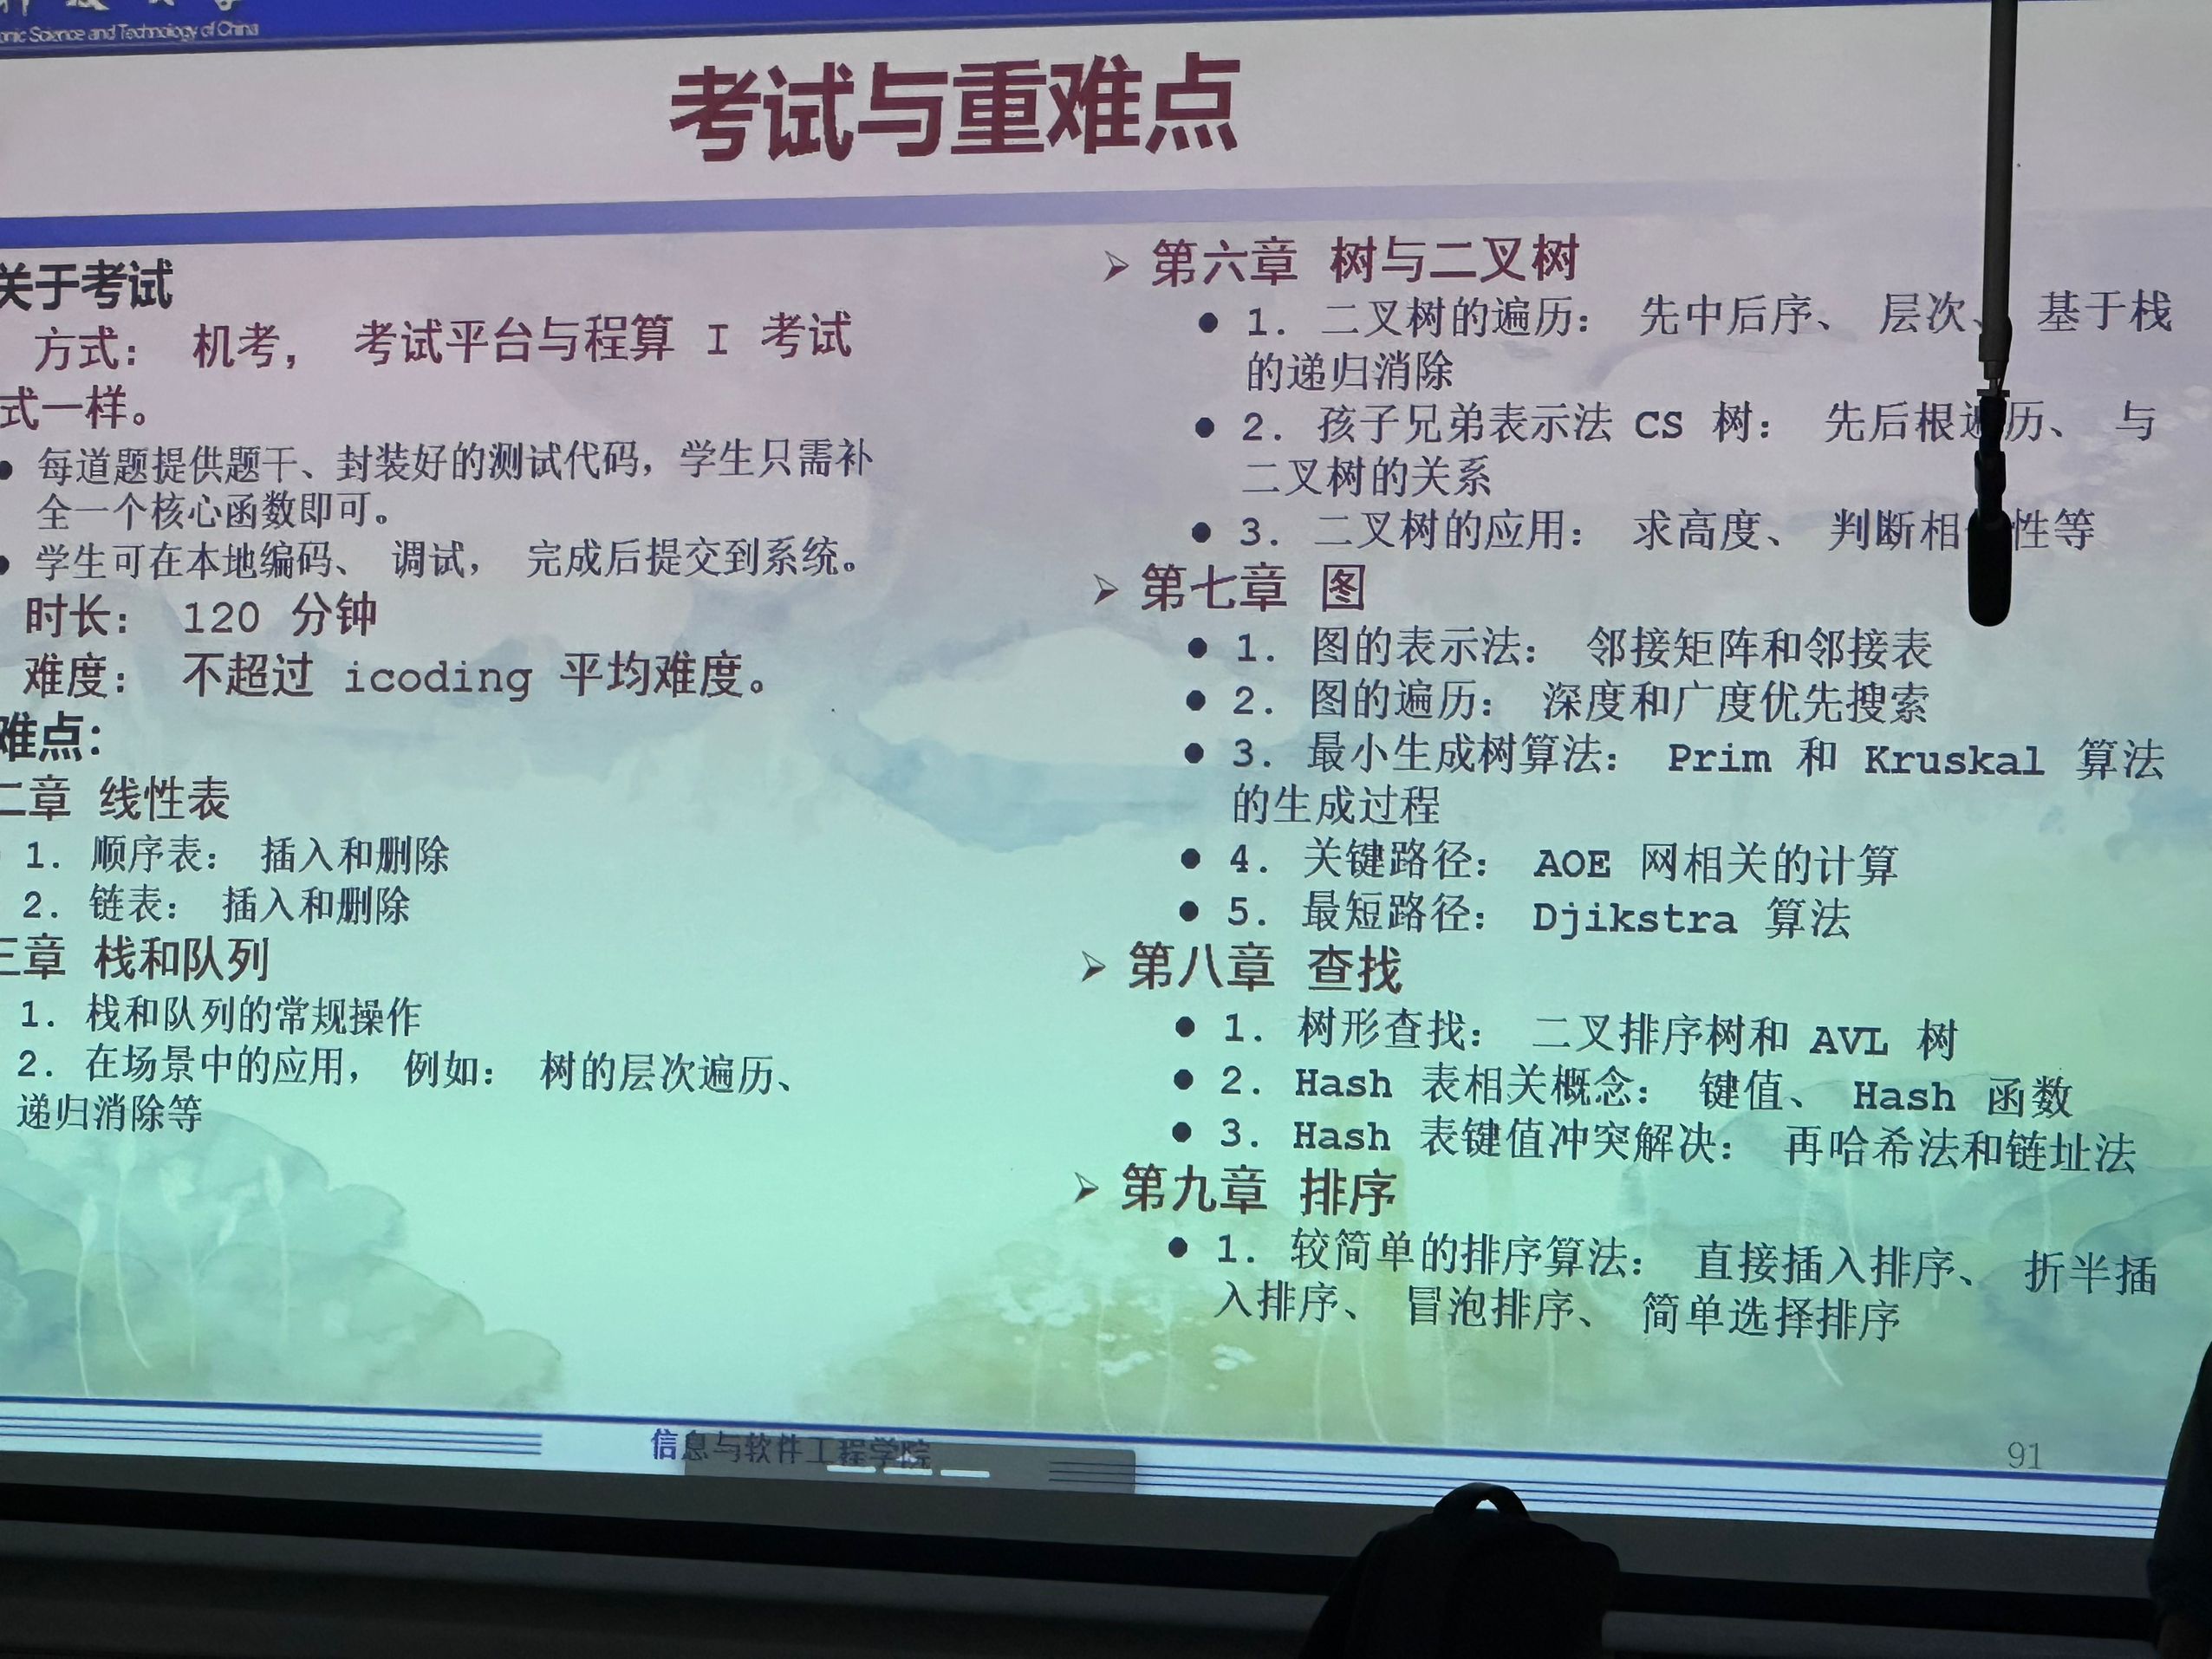 onic Science and Technology of China
考试与重难点
关于考试
方式： 机考， 考试平台与程算 I 考试
式一样。
每道题提供题干、封装好的测试代码，学生只需补
全一个核心函数即可。
学生可在本地编码、 调试， 完成后提交到系统。
时长： 120 分钟
难度： 不超过 icoding 平均难度。
难点：
二章 线性表
1. 顺序表： 插入和删除
2. 链表： 插入和删除
三章 栈和队列
1. 栈和队列的常规操作
2. 在场景中的应用， 例如： 树的层次遍历、
递归消除等
第六章 树与二叉树
1. 二叉树的遍历： 先中后序、 层次、 基于栈
的递归消除
2. 孩子兄弟表示法 CS 树： 先后根遍历、 与
二叉树的关系
3. 二叉树的应用： 求高度、 判断相 性等
第七章 图
1. 图的表示法： 邻接矩阵和邻接表
2. 图的遍历： 深度和广度优先搜索
3. 最小生成树算法： Prim 和 Kruskal 算法
的生成过程
4. 关键路径： AOE 网相关的计算
5. 最短路径： Djikstra 算法
第八章 查找
1. 树形查找： 二叉排序树和 AVL 树
2. Hash 表相关概念： 键值、 Hash 函数
3. Hash 表键值冲突解决： 再哈希法和链址法
第九章 排序
1. 较简单的排序算法： 直接插入排序、 折半插
入排序、 冒泡排序、 简单选择排序
信息与软件工程学院
91